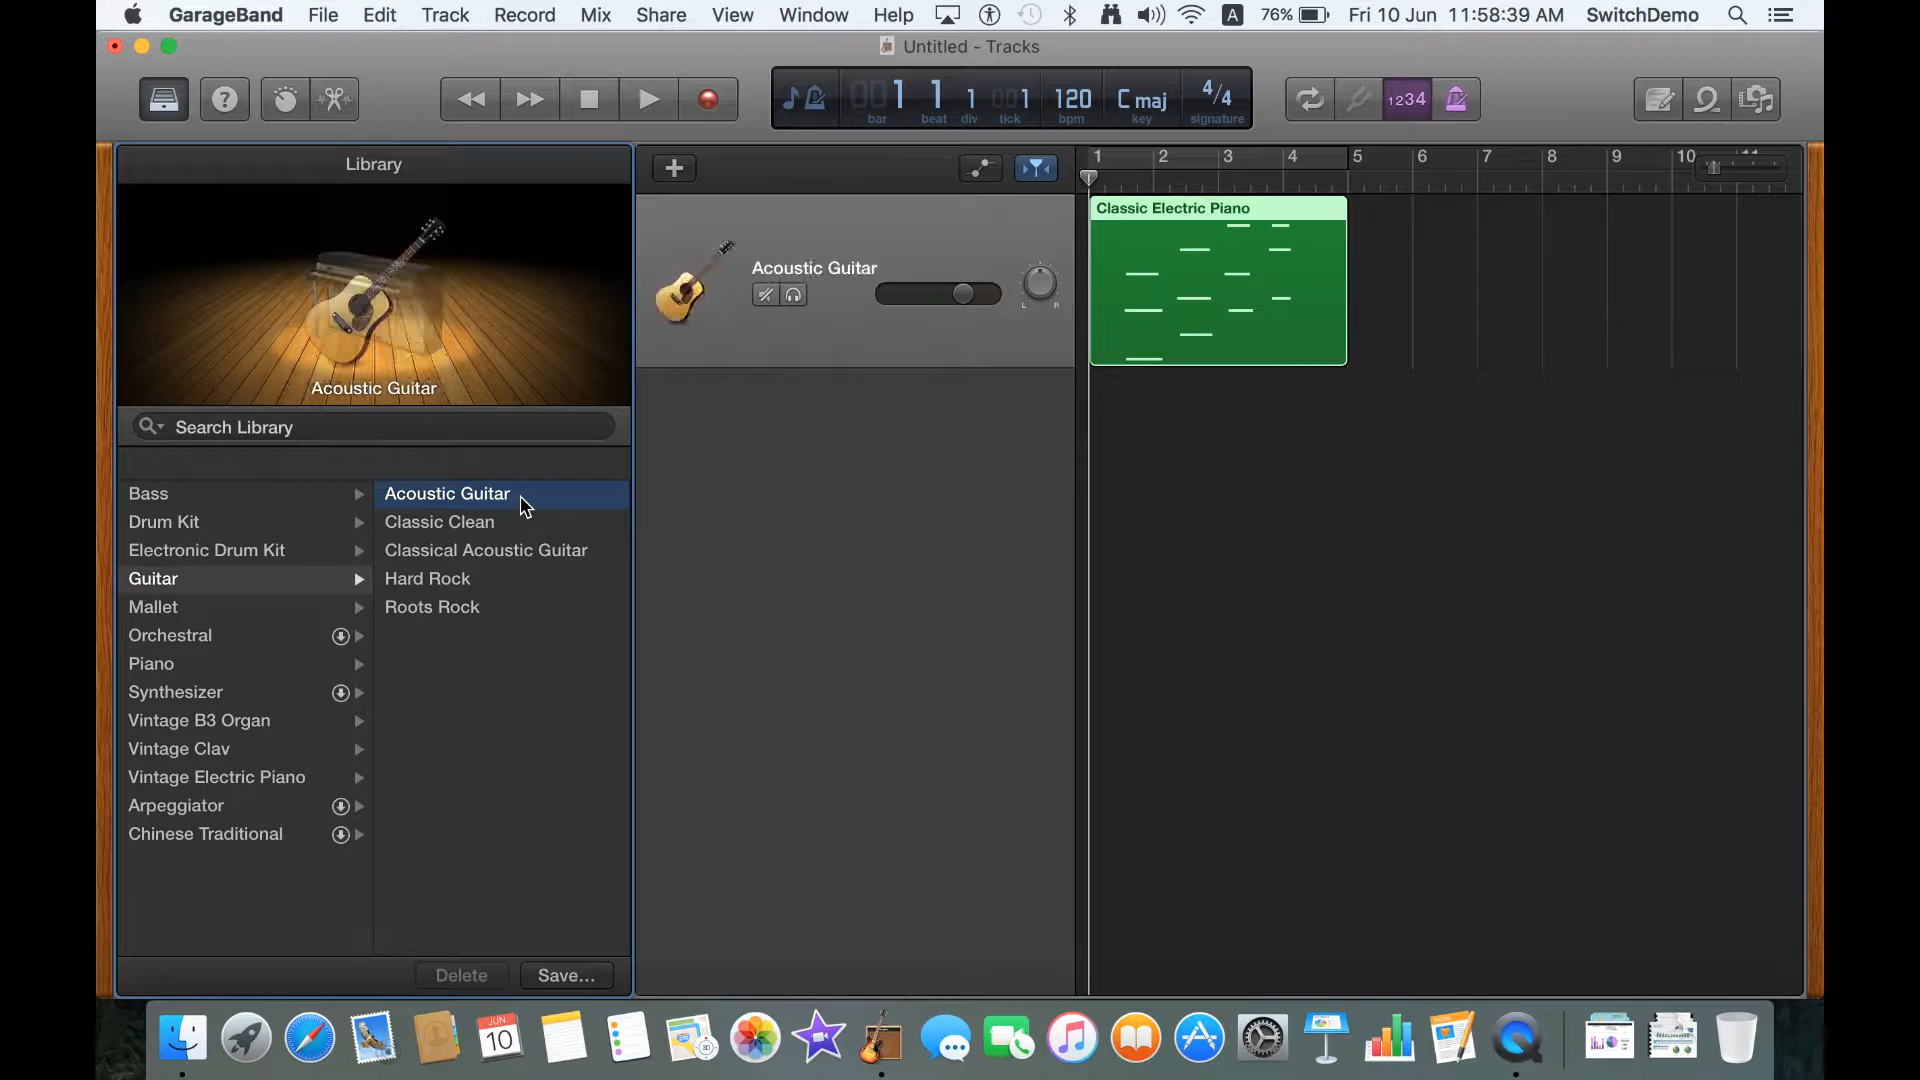 GarageBand File Edit Track Record Mix Share View Window Help A 76% Fri 10 Jun 11:58:39 AM SwitchDemo
Untitled - Tracks
001 1 1 001 120 C maj 4/4
bar beat div tick bpm key signature
1234
Library
1 2 3 4 5 6 7 8 9 10 11
Classic Electric Piano
Acoustic Guitar
L R
Acoustic Guitar
Search Library
Bass
Drum Kit
Electronic Drum Kit
Guitar
Mallet
Orchestral
Piano
Synthesizer
Vintage B3 Organ
Vintage Clav
Vintage Electric Piano
Arpeggiator
Chinese Traditional
Acoustic Guitar
Classic Clean
Classical Acoustic Guitar
Hard Rock
Roots Rock
Delete Save...
JUN
10
3D